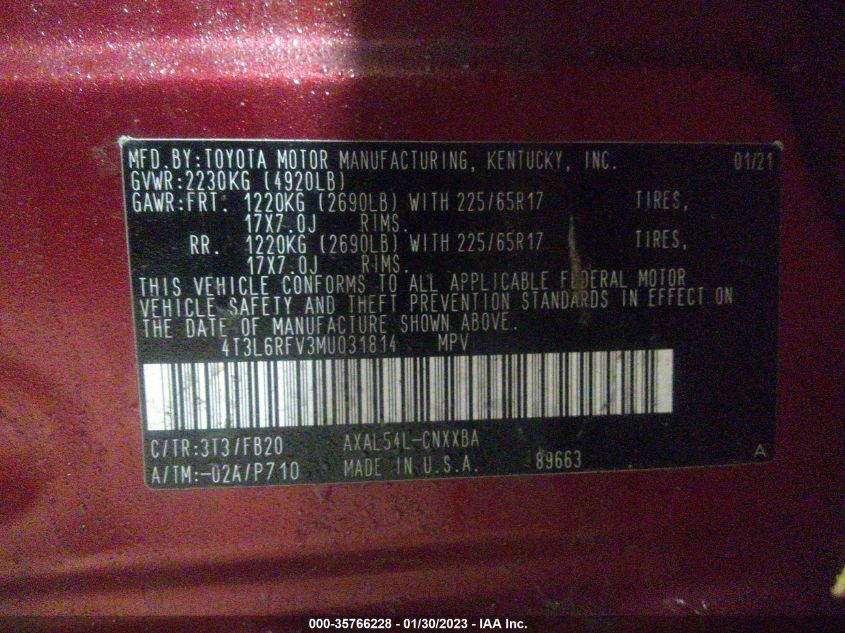 MFD.BY:TOYOTA MOTOR MANUFACTURING, KENTUCKY, INC. 01/21
GVWR:2230KG (4920LB)
GAWR:FRT. 1220KG (2690LB) WITH 225/65R17 TIRES,
17X7.0J RIMS.
RR. 1220KG (2690LB) WITH 225/65R17 TIRES,
17X7.0J RIMS.
THIS VEHICLE CONFORMS TO ALL APPLICABLE FEDERAL MOTOR
VEHICLE SAFETY AND THEFT PREVENTION STANDARDS IN EFFECT ON
THE DATE OF MANUFACTURE SHOWN ABOVE.
4T3L6RFV3MU031814 MPV
C/TR:3T3/FB20 AXAL54L-CNXXBA
A/TM:-02A/P710 MADE IN U.S.A. 89663 A
000-35766228 - 01/30/2023 - IAA Inc.